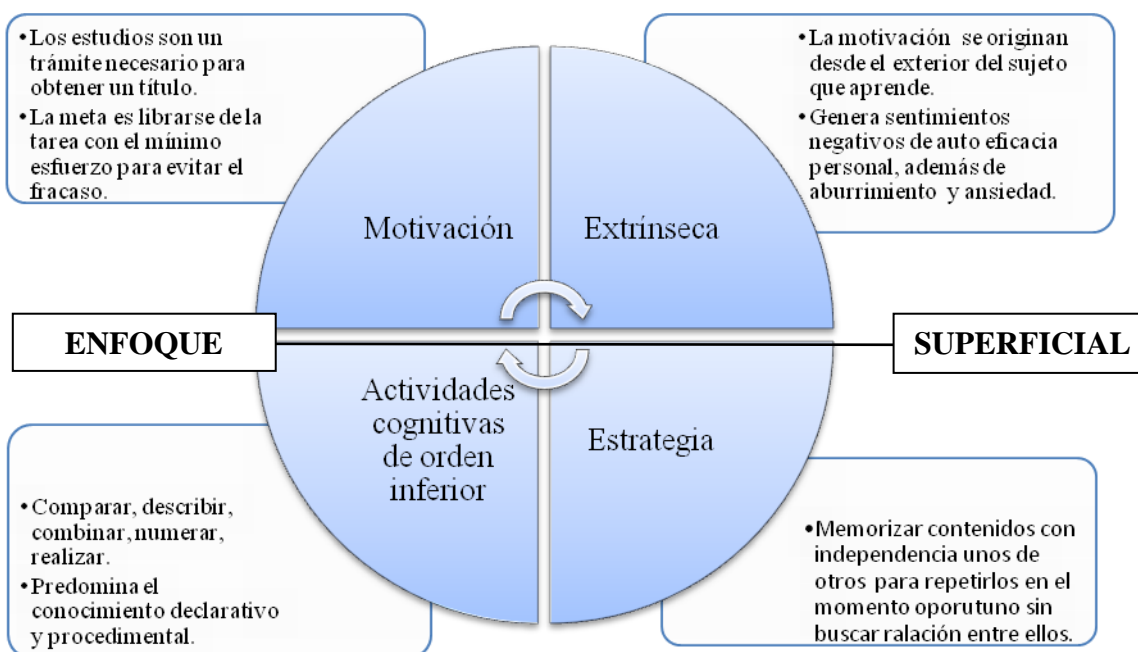 • Los estudios son un
trámite necesario para
obtener un título.
• La meta es librarse de la
tarea con el mínimo
esfuerzo para evitar el
fracaso.
• La motivación se originan
desde el exterior del sujeto
que aprende.
• Genera sentimientos
negativos de auto eficacia
personal, además de
aburrimiento y ansiedad.
Motivación
Extrínseca
ENFOQUE
SUPERFICIAL
Actividades
cognitivas
de orden
inferior
Estrategia
• Comparar, describir,
combinar, numerar,
realizar.
• Predomina el
conocimiento declarativo
y procedimental.
• Memorizar contenidos con
independencia unos de
otros para repetirlos en el
momento oporutuno sin
buscar ralación entre ellos.